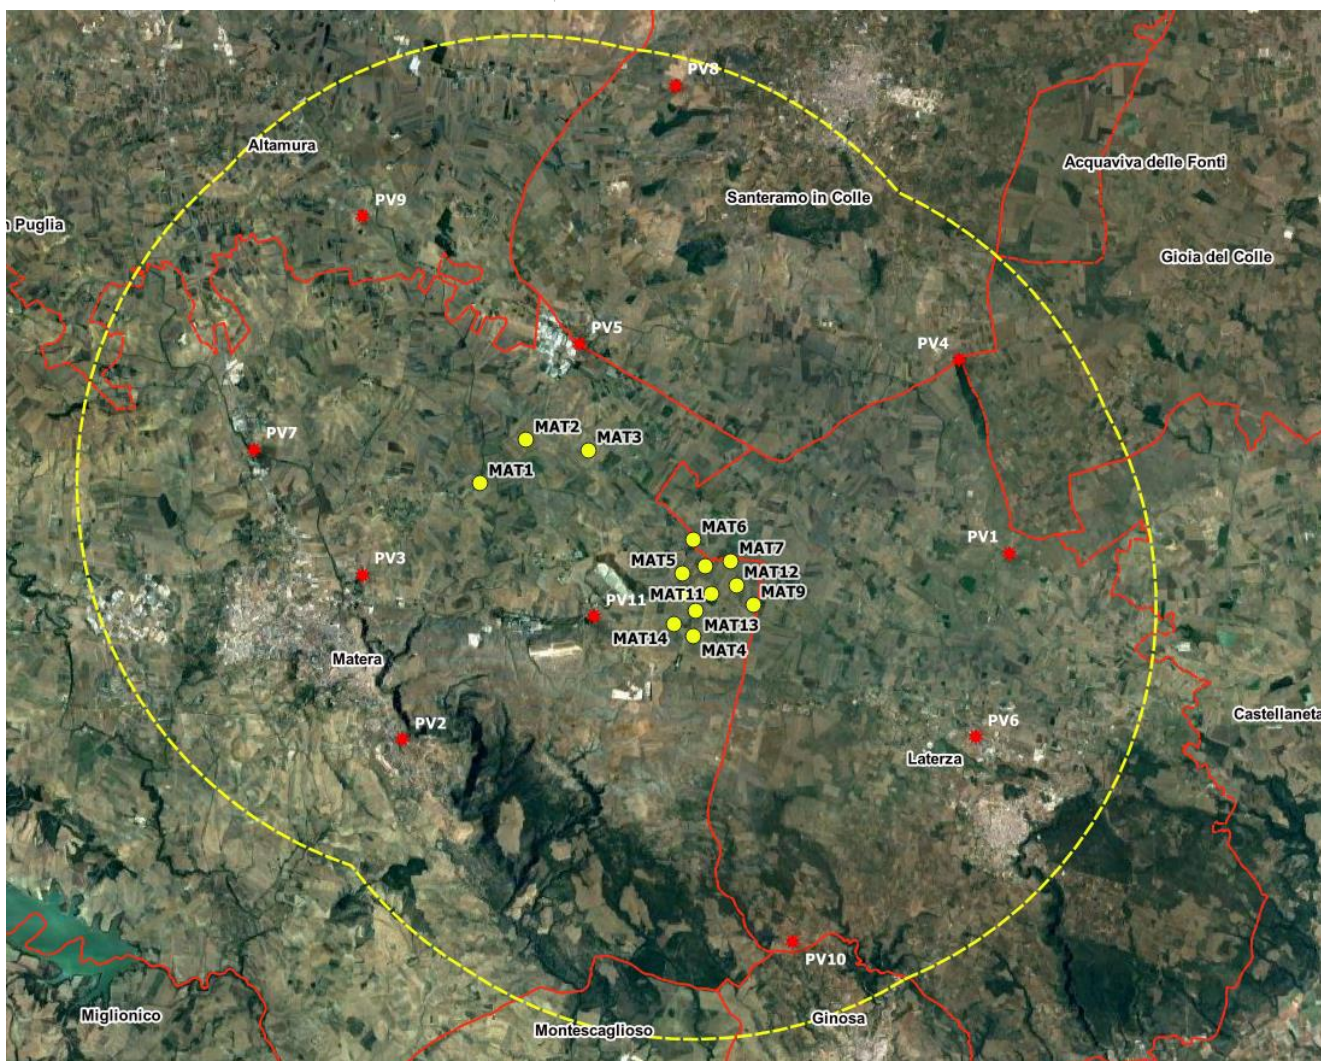 PV8
Altamura
Acquaviva delle Fonti
Santeramo in Colle
PV9
n Puglia
Gioia del Colle
PV5
PV4
MAT2
MAT3
PV7
MAT1
MAT6
PV1
MAT7
PV3
MAT5
MAT12
MAT11
MAT9
PV11
MAT13
MAT14
MAT4
Matera
Castellaneta
PV2
PV6
Laterza
PV10
Miglionico
Ginosa
Montescaglioso